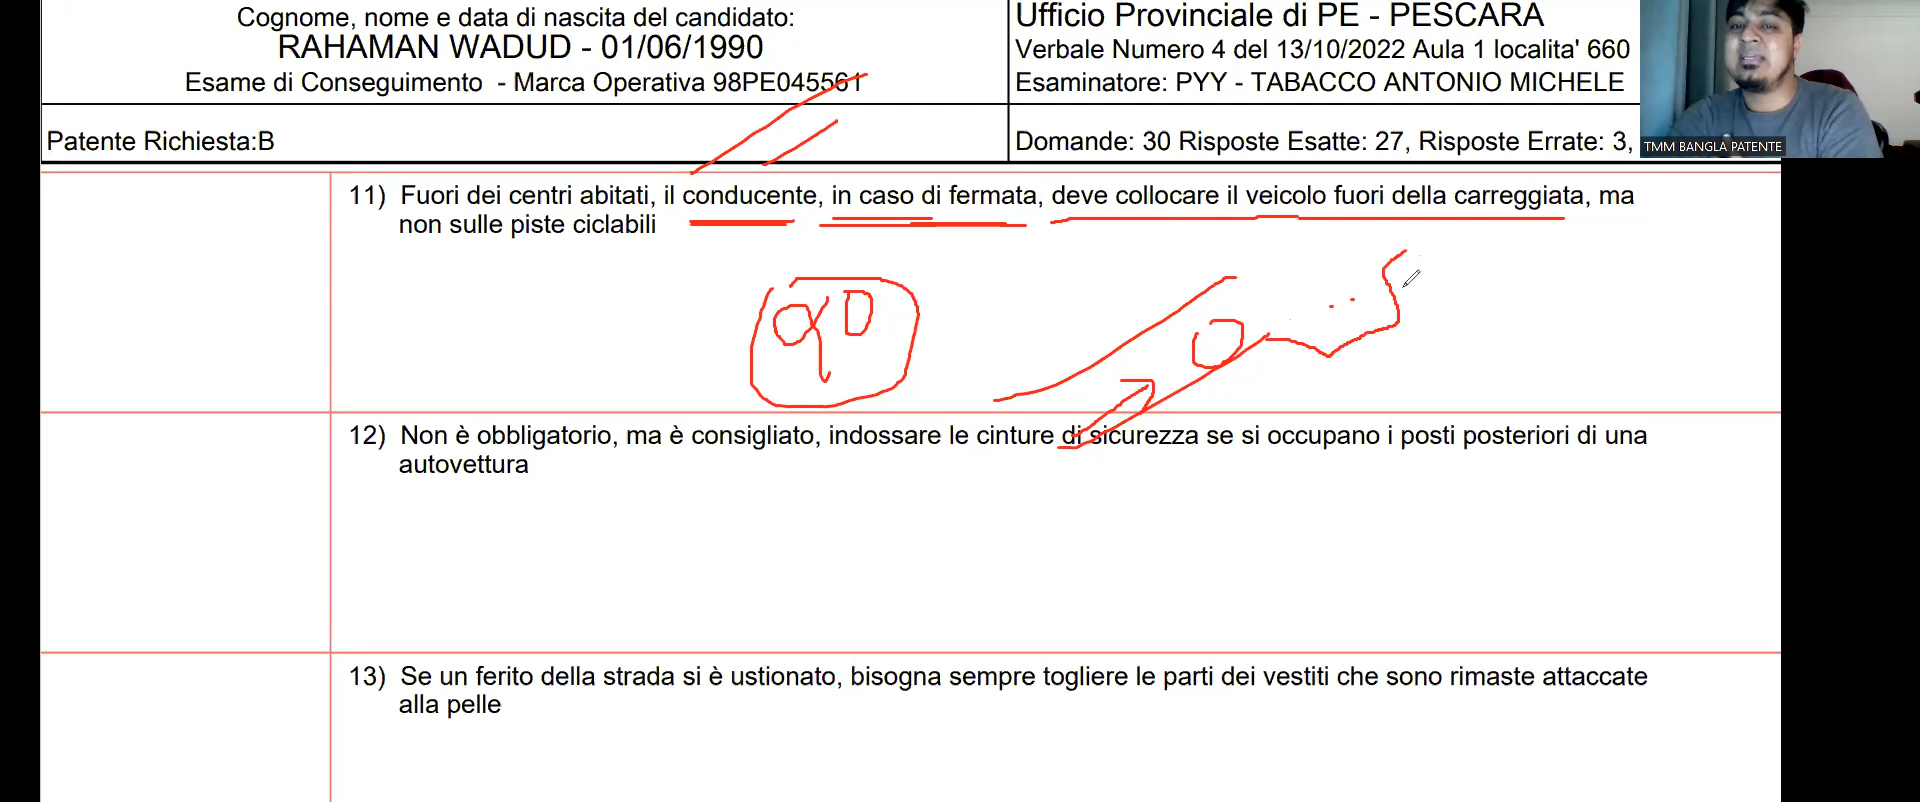 Cognome, nome e data di nascita del candidato:
RAHAMAN WADUD - 01/06/1990
Esame di Conseguimento - Marca Operativa 98PE045561
Ufficio Provinciale di PE - PESCARA
Verbale Numero 4 del 13/10/2022 Aula 1 localita' 660
Esaminatore: PYY - TABACCO ANTONIO MICHELE
Patente Richiesta:B
Domande: 30 Risposte Esatte: 27, Risposte Errate: 3,
TMM BANGLA PATENTE
11) Fuori dei centri abitati, il conducente, in caso di fermata, deve collocare il veicolo fuori della carreggiata, ma
non sulle piste ciclabili
90
12) Non è obbligatorio, ma è consigliato, indossare le cinture di sicurezza se si occupano i posti posteriori di una
autovettura
13) Se un ferito della strada si è ustionato, bisogna sempre togliere le parti dei vestiti che sono rimaste attaccate
alla pelle